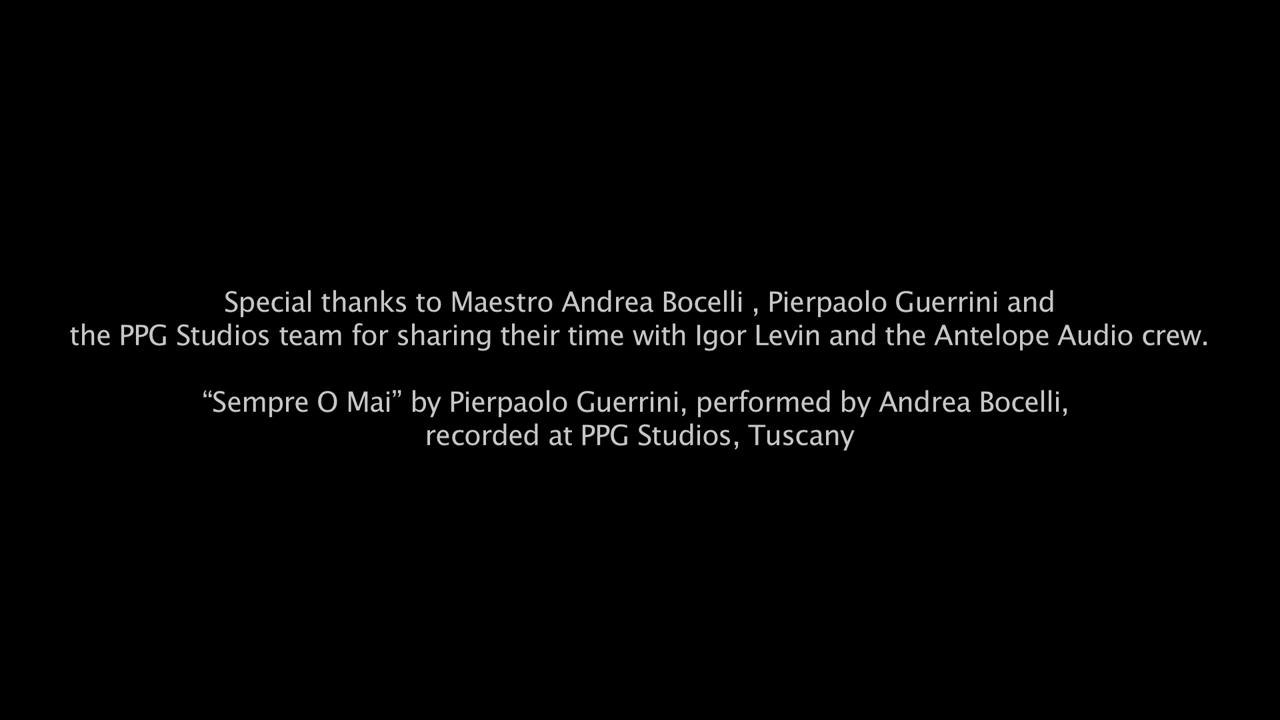 Special thanks to Maestro Andrea Bocelli , Pierpaolo Guerrini and
the PPG Studios team for sharing their time with Igor Levin and the Antelope Audio crew.
“Sempre O Mai” by Pierpaolo Guerrini, performed by Andrea Bocelli,
recorded at PPG Studios, Tuscany